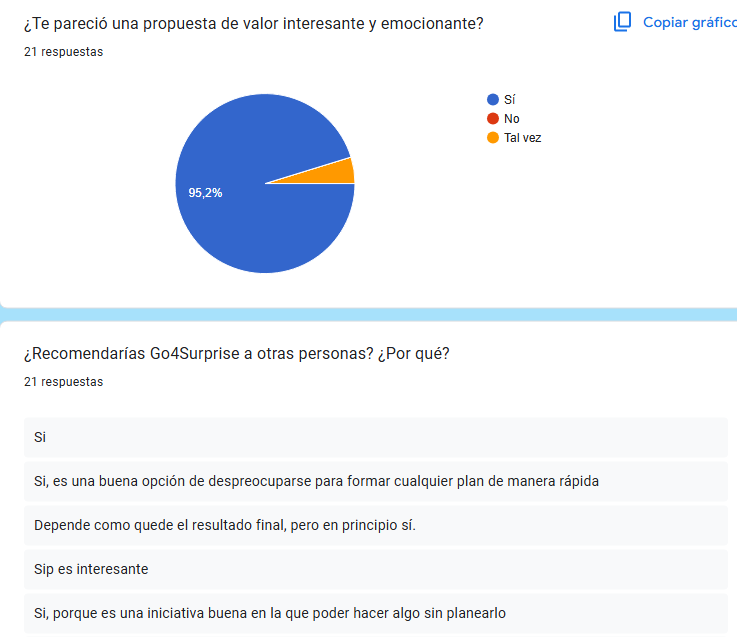 ¿Te pareció una propuesta de valor interesante y emocionante?
Copiar gráfico
21 respuestas
Sí
No
Tal vez
95,2%
¿Recomendarías Go4Surprise a otras personas? ¿Por qué?
21 respuestas
Si
Si, es una buena opción de despreocuparse para formar cualquier plan de manera rápida
Depende como quede el resultado final, pero en principio sí.
Sip es interesante
Si, porque es una iniciativa buena en la que poder hacer algo sin planearlo